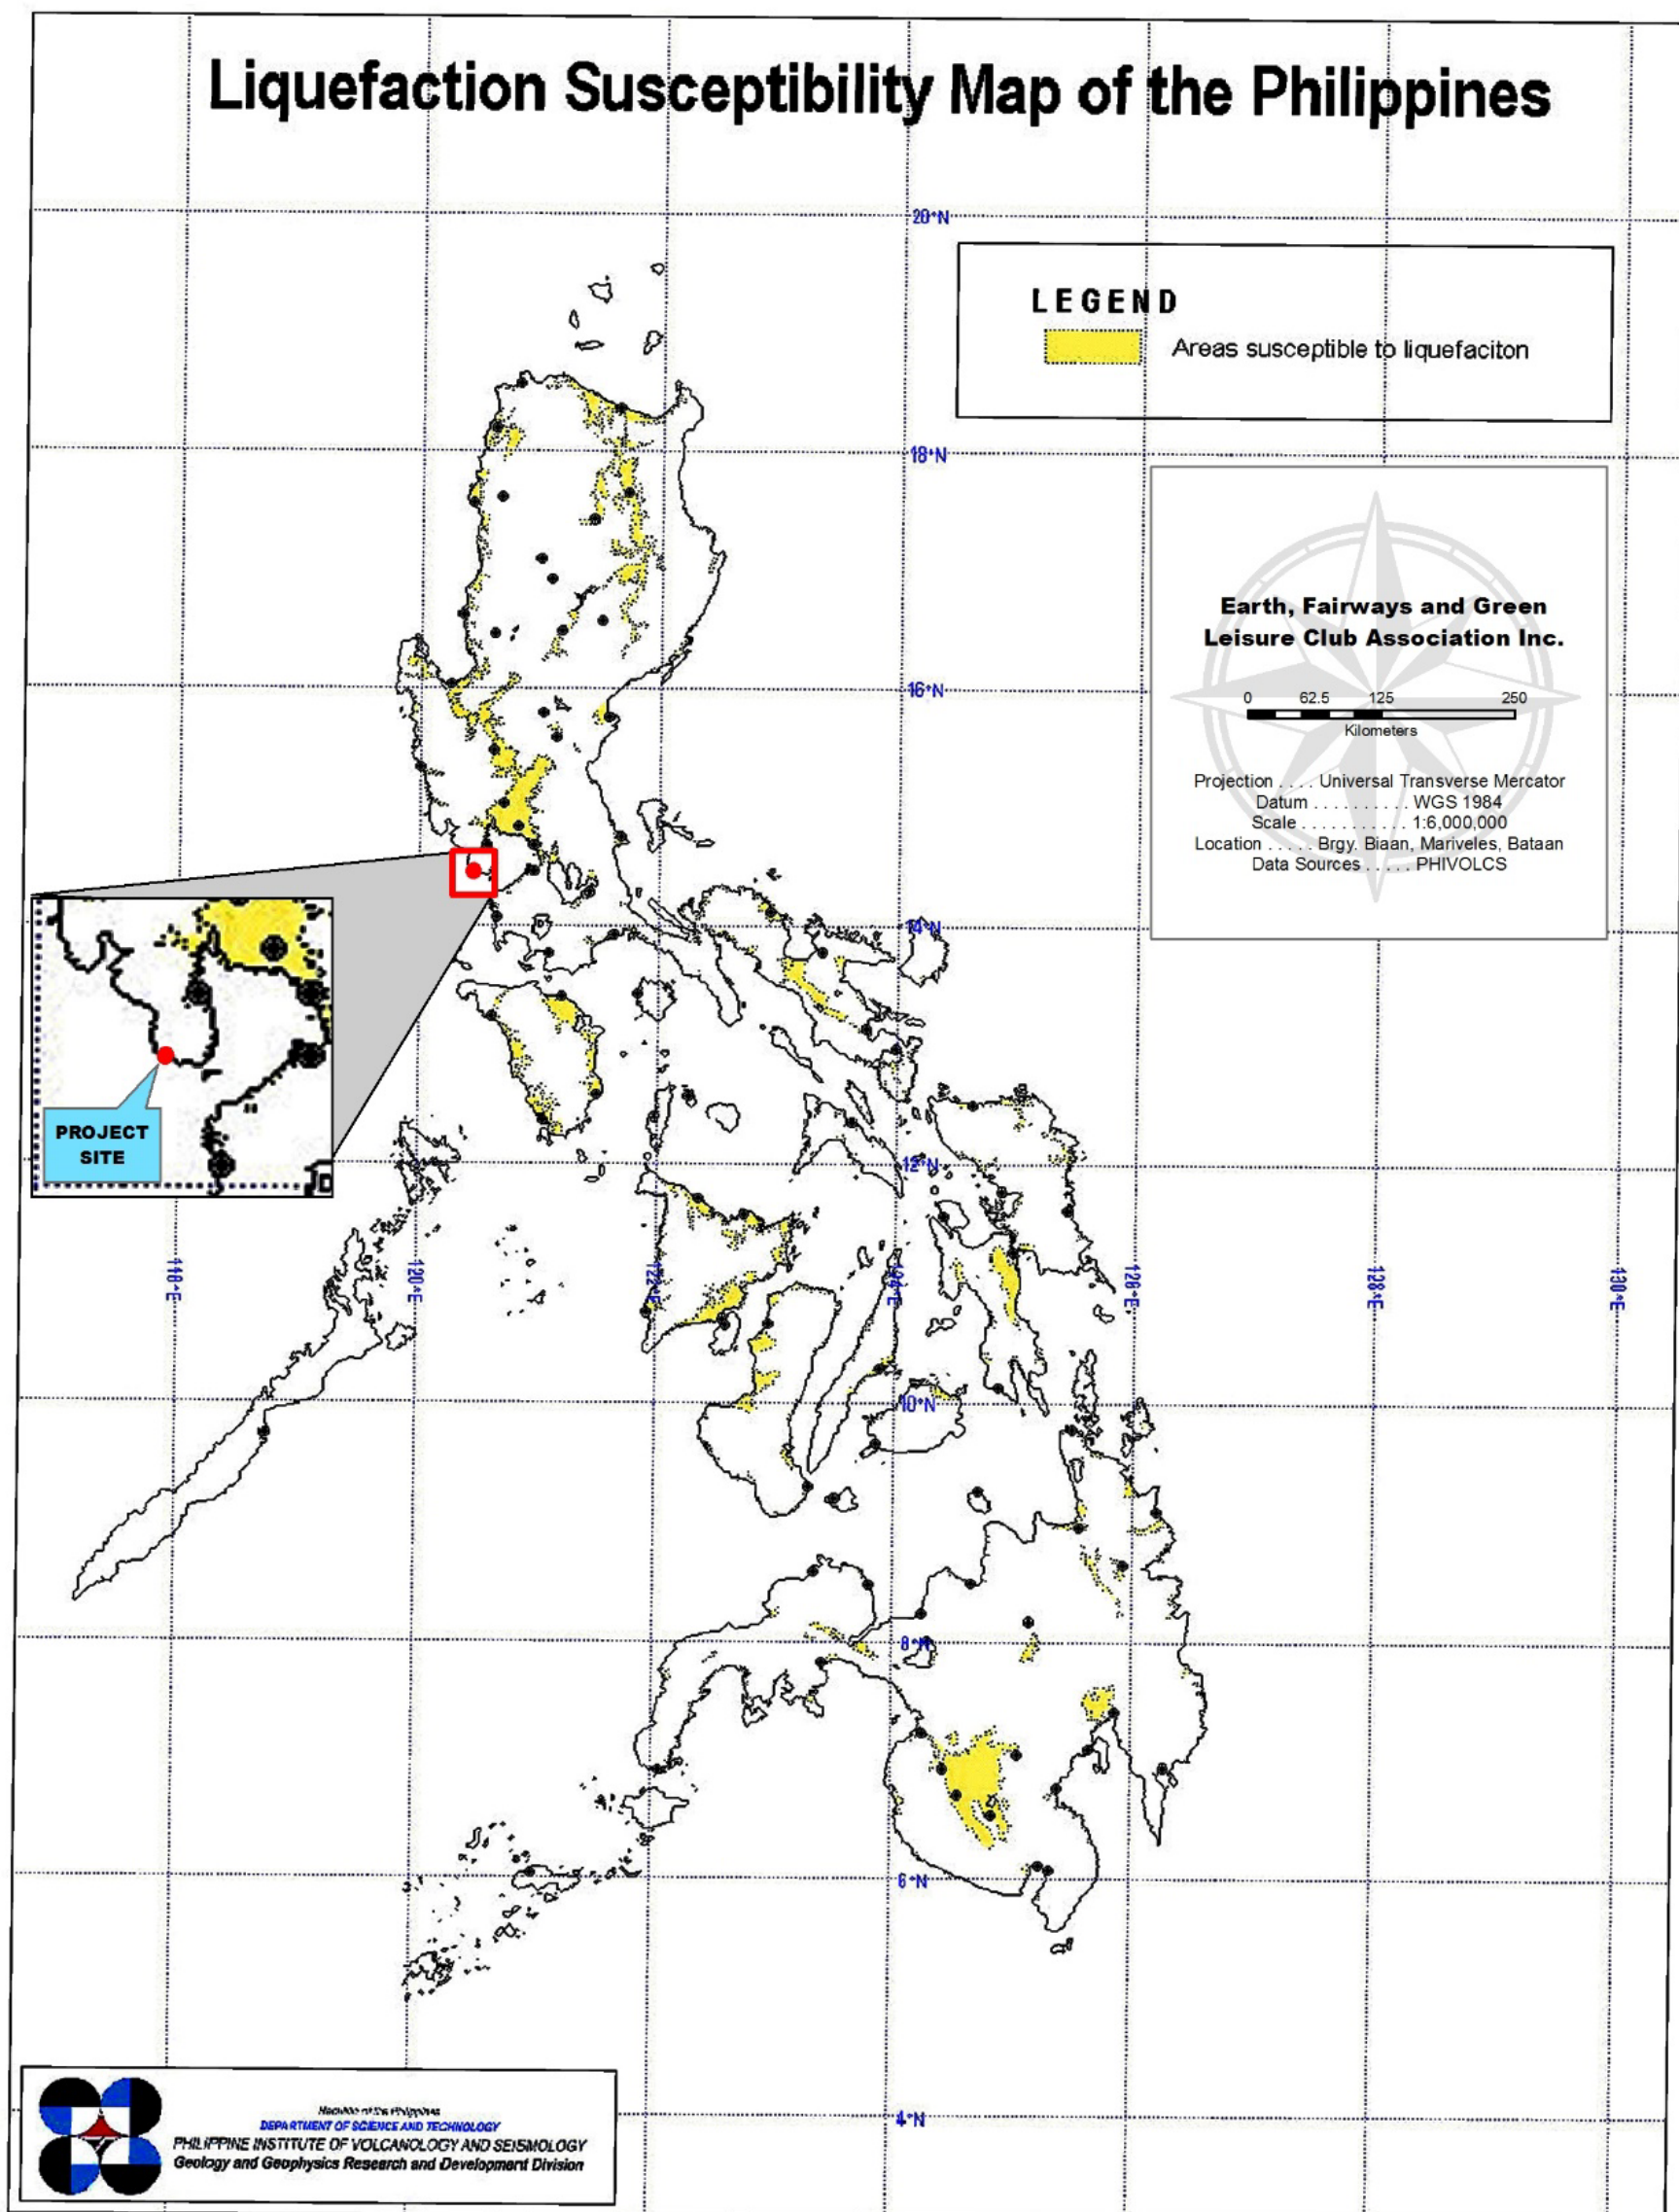 Liquefaction Susceptibility Map of the Philippines
20°N
LEGEND
Areas susceptible to liquefaciton
18°N
Earth, Fairways and Green
Leisure Club Association Inc.
16°N
0 62.5 125 250
Kilometers
Projection . . . . Universal Transverse Mercator
Datum . . . . . . . . . . WGS 1984
Scale . . . . . . . . . . . 1:6,000,000
Location . . . . . Brgy. Biaan, Mariveles, Bataan
Data Sources . . . . . PHIVOLCS
14°N
PROJECT
SITE
12°N
118°E
120°E
122°E
124°E
126°E
128°E
130°E
10°N
8°N
6°N
4°N
Republic of the Philippines
DEPARTMENT OF SCIENCE AND TECHNOLOGY
PHILIPPINE INSTITUTE OF VOLCANOLOGY AND SEISMOLOGY
Geology and Geophysics Research and Development Division